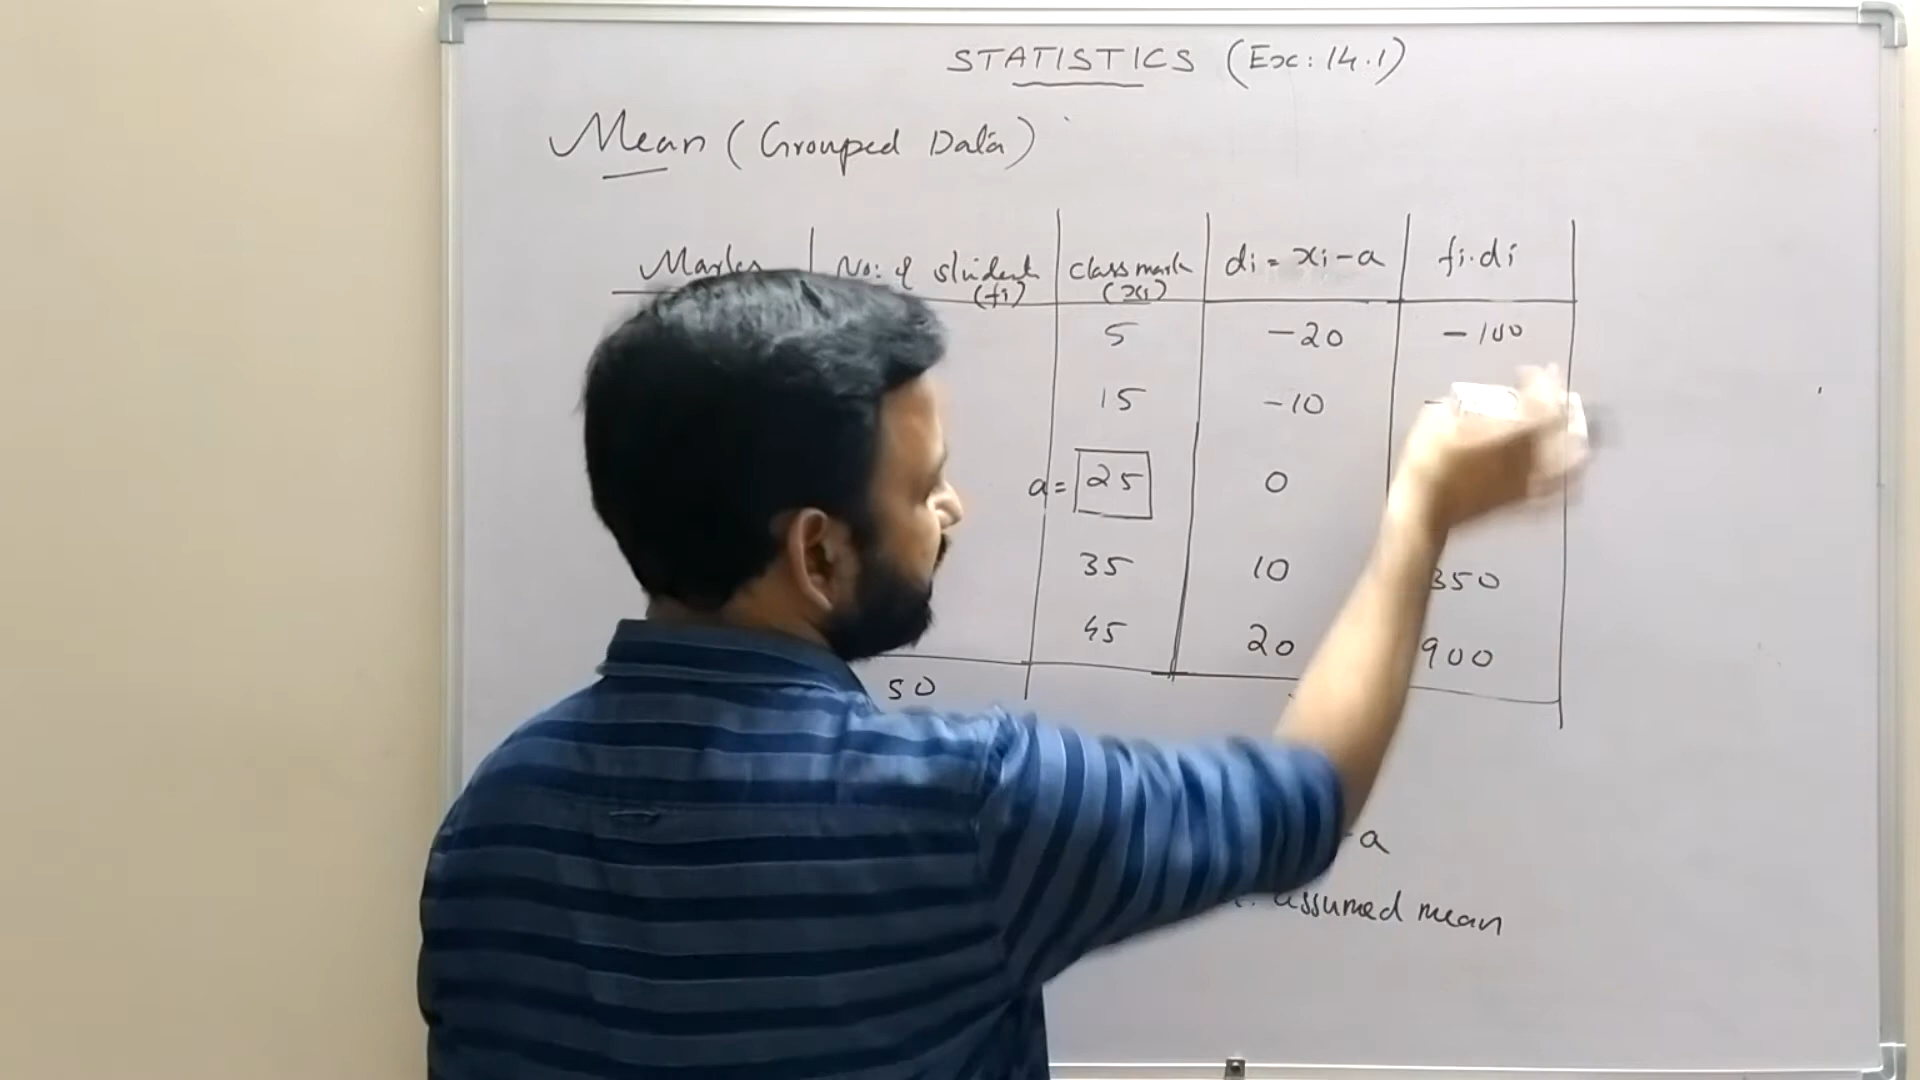 STATISTICS (Exc: 14.1)
Mean (Grouped Data)
Marks No: of student (fi) class mark (xi) di = xi - a fi.di
5 -20 -100
15 -10
a = 25 0
35 10 350
45 20 900
50
a
assumed mean